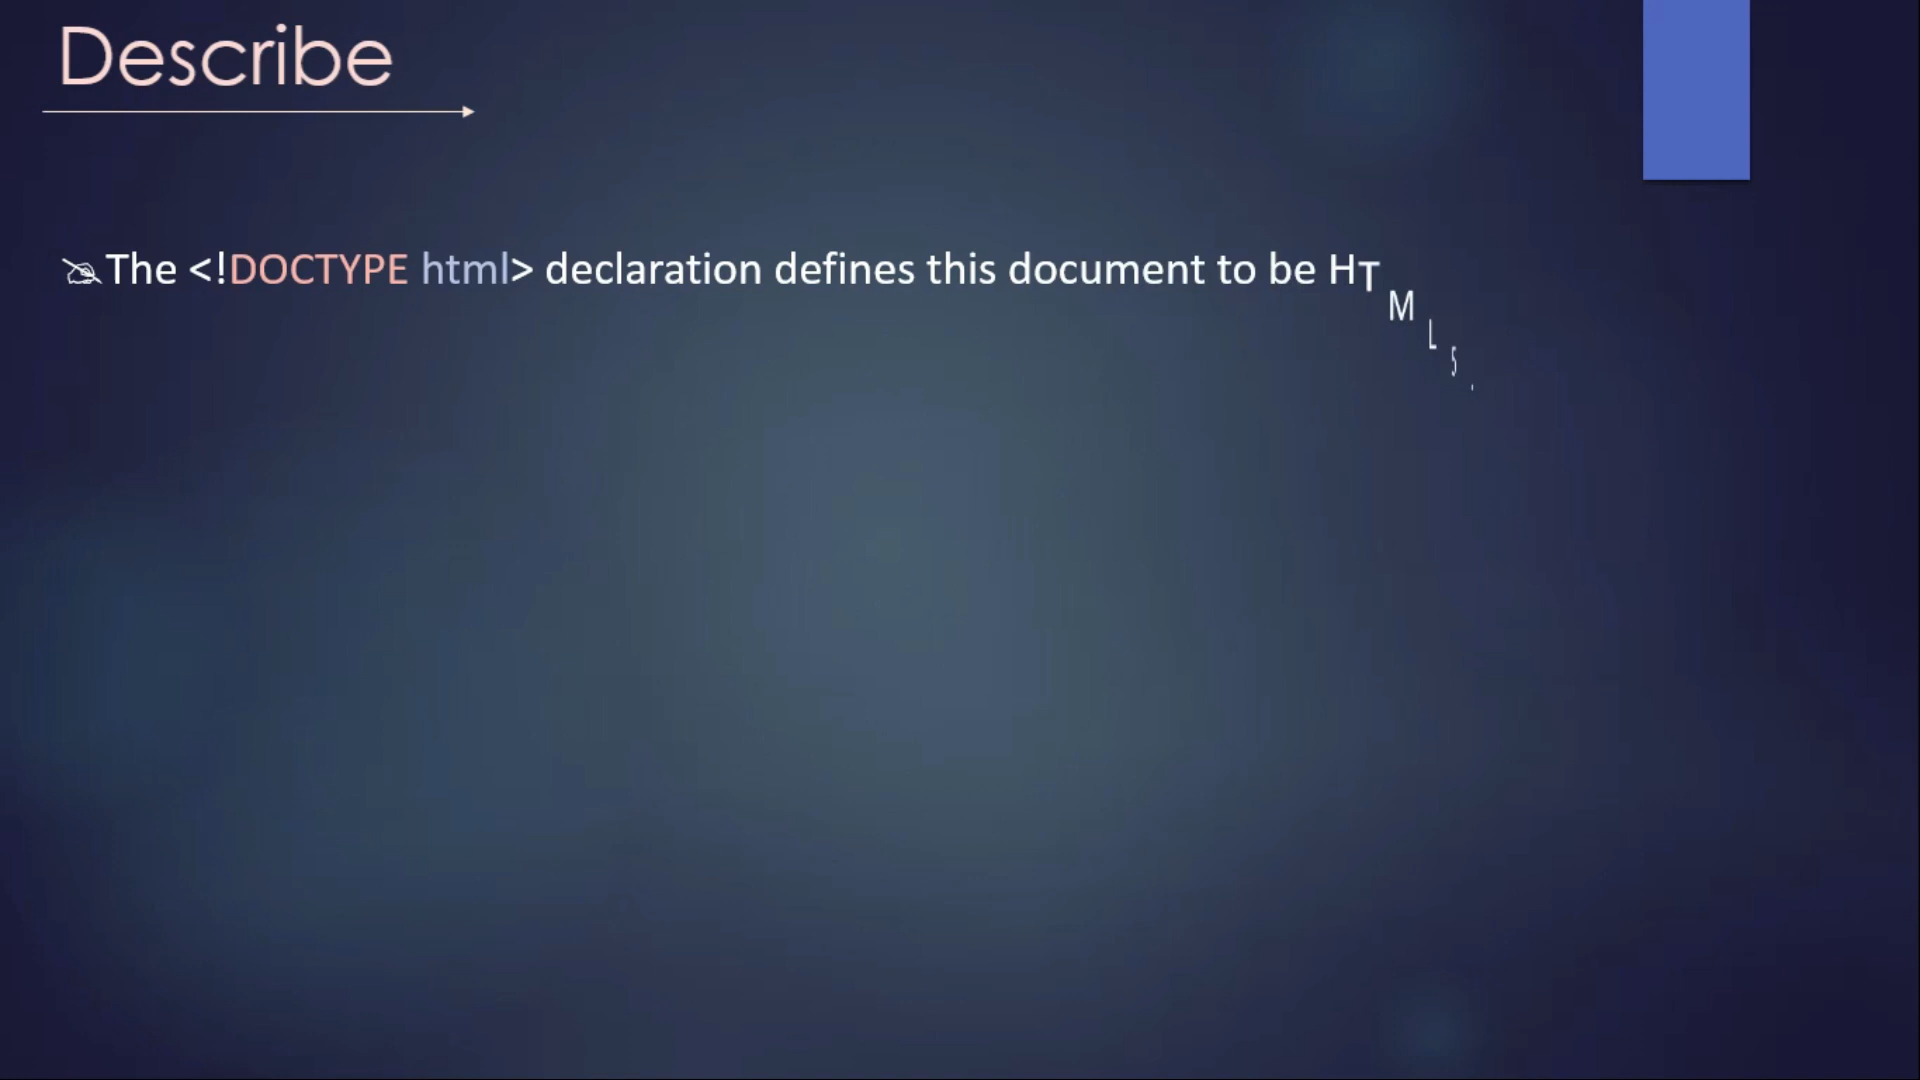 Describe
The <!DOCTYPE html> declaration defines this document to be HTML5.